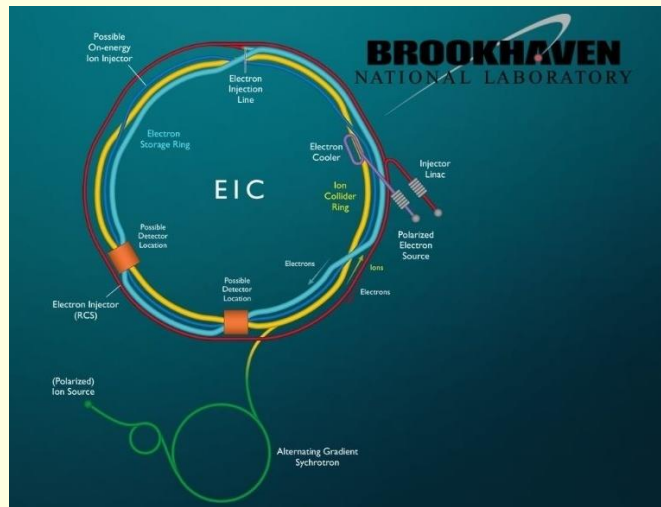 Possible
On-energy
Ion Injector
BROOKHAVEN
NATIONAL LABORATORY
Electron
Injection
Line
Electron
Storage Ring
Electron
Cooler
Injector
Linac
EIC
Ion
Collider
Ring
Polarized
Electron
Source
Possible
Detector
Location
Possible
Detector
Location
Electrons
Ions
Electrons
Electron Injector
(RCS)
(Polarized)
Ion Source
Alternating Gradient
Sychrotron